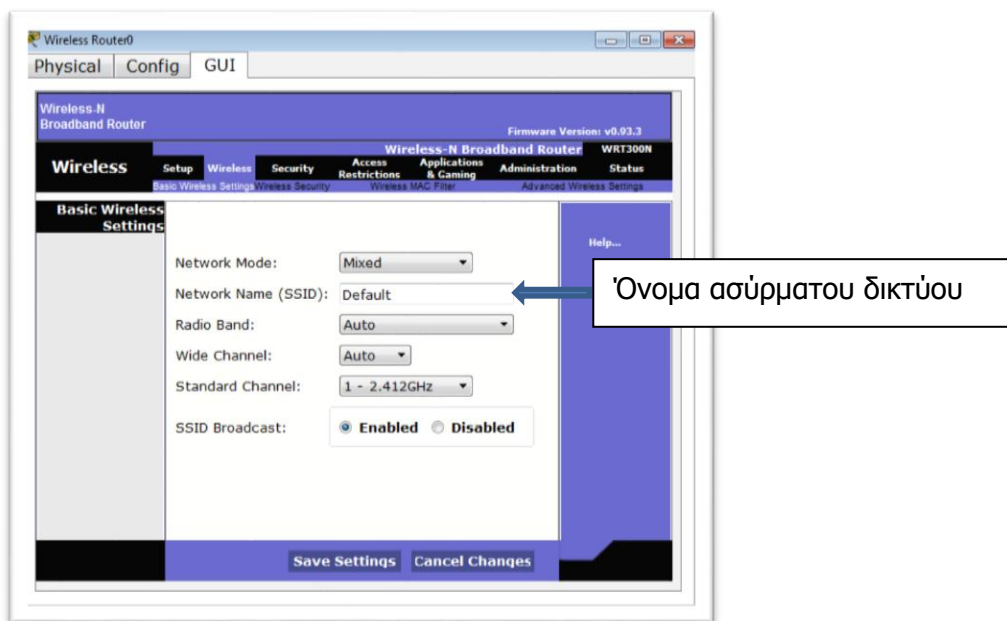 Wireless Router0
Physical Config GUI
Wireless-N
Broadband Router
Firmware Version: v0.93.3
Wireless-N Broadband Router WRT300N
Wireless
Setup Wireless Security Access Restrictions Applications & Gaming Administration Status
Basic Wireless Settings Wireless Security Wireless MAC Filter Advanced Wireless Settings
Basic Wireless
Settings
Help...
Network Mode: Mixed
Network Name (SSID): Default
Όνομα ασύρματου δικτύου
Radio Band: Auto
Wide Channel: Auto
Standard Channel: 1 - 2.412GHz
SSID Broadcast: Enabled Disabled
Save Settings Cancel Changes